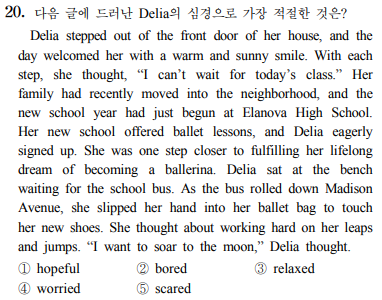 20. 다음 글에 드러난 Delia의 심경으로 가장 적절한 것은?
Delia stepped out of the front door of her house, and the
day welcomed her with a warm and sunny smile. With each
step, she thought, “I can’t wait for today’s class.” Her
family had recently moved into the neighborhood, and the
new school year had just begun at Elanova High School.
Her new school offered ballet lessons, and Delia eagerly
signed up. She was one step closer to fulfilling her lifelong
dream of becoming a ballerina. Delia sat at the bench
waiting for the school bus. As the bus rolled down Madison
Avenue, she slipped her hand into her ballet bag to touch
her new shoes. She thought about working hard on her leaps
and jumps. “I want to soar to the moon,” Delia thought.
① hopeful ② bored ③ relaxed
④ worried ⑤ scared